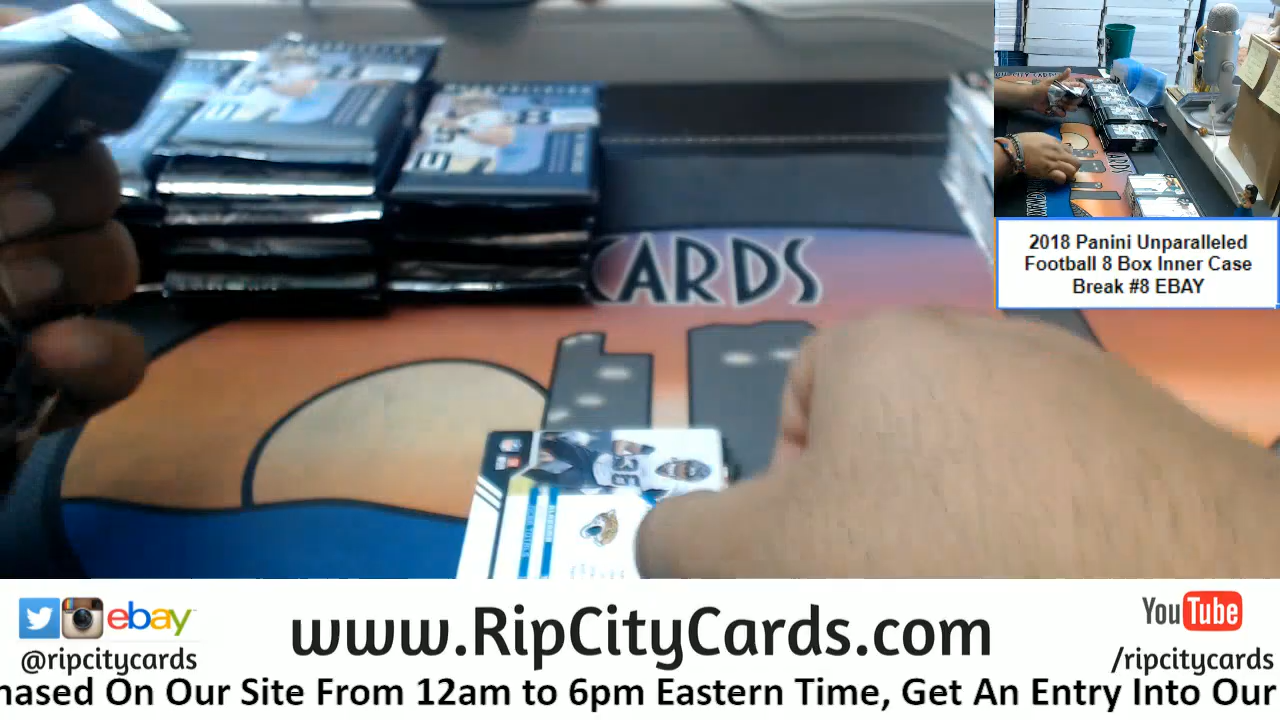 CARDS
2018 Panini Unparalleled
Football 8 Box Inner Case
Break #8 EBAY
ebay
@ripcitycards
www.RipCityCards.com
YouTube
/ripcitycards
hased On Our Site From 12am to 6pm Eastern Time, Get An Entry Into Our